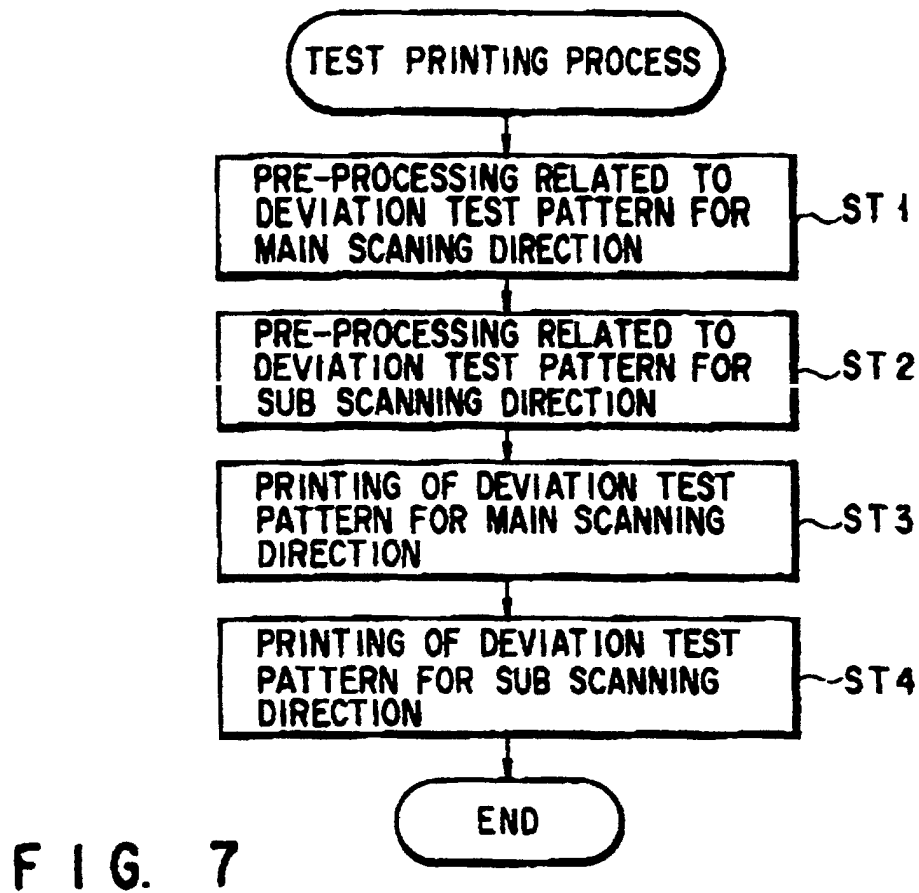 TEST PRINTING PROCESS
PRE-PROCESSING RELATED TO
DEVIATION TEST PATTERN FOR
MAIN SCANING DIRECTION
ST1
PRE-PROCESSING RELATED TO
DEVIATION TEST PATTERN FOR
SUB SCANNING DIRECTION
ST2
PRINTING OF DEVIATION TEST
PATTERN FOR MAIN SCANNING
DIRECTION
ST3
PRINTING OF DEVIATION TEST
PATTERN FOR SUB SCANNING
DIRECTION
ST4
END
FIG. 7